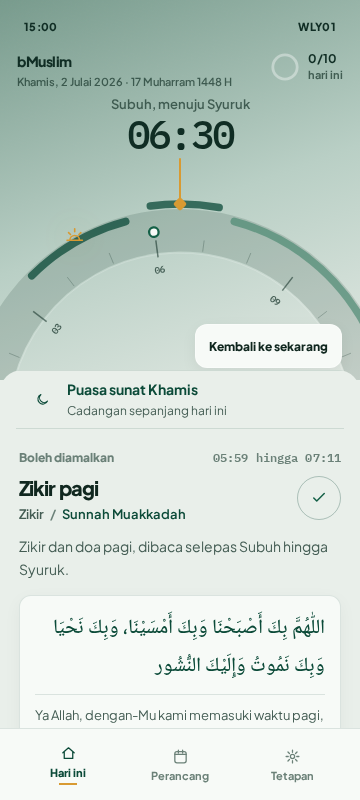 15:00
WLY01
bMuslim
Khamis, 2 Julai 2026 · 17 Muharram 1448 H
0/10
hari ini
Subuh, menuju Syuruk
06:30
03
06
09
Kembali ke sekarang
Puasa sunat Khamis
Cadangan sepanjang hari ini
Boleh diamalkan
05:59 hingga 07:11
Zikir pagi
Zikir / Sunnah Muakkadah
Zikir dan doa pagi, dibaca selepas Subuh hingga
Syuruk.
اللّٰهُمَّ بِكَ أَصْبَحْنَا وَبِكَ أَمْسَيْنَا، وَبِكَ نَحْيَا
وَبِكَ نَمُوتُ وَإِلَيْكَ النُّشُور
Ya Allah, dengan-Mu kami memasuki waktu pagi,
Hari ini
Perancang
Tetapan